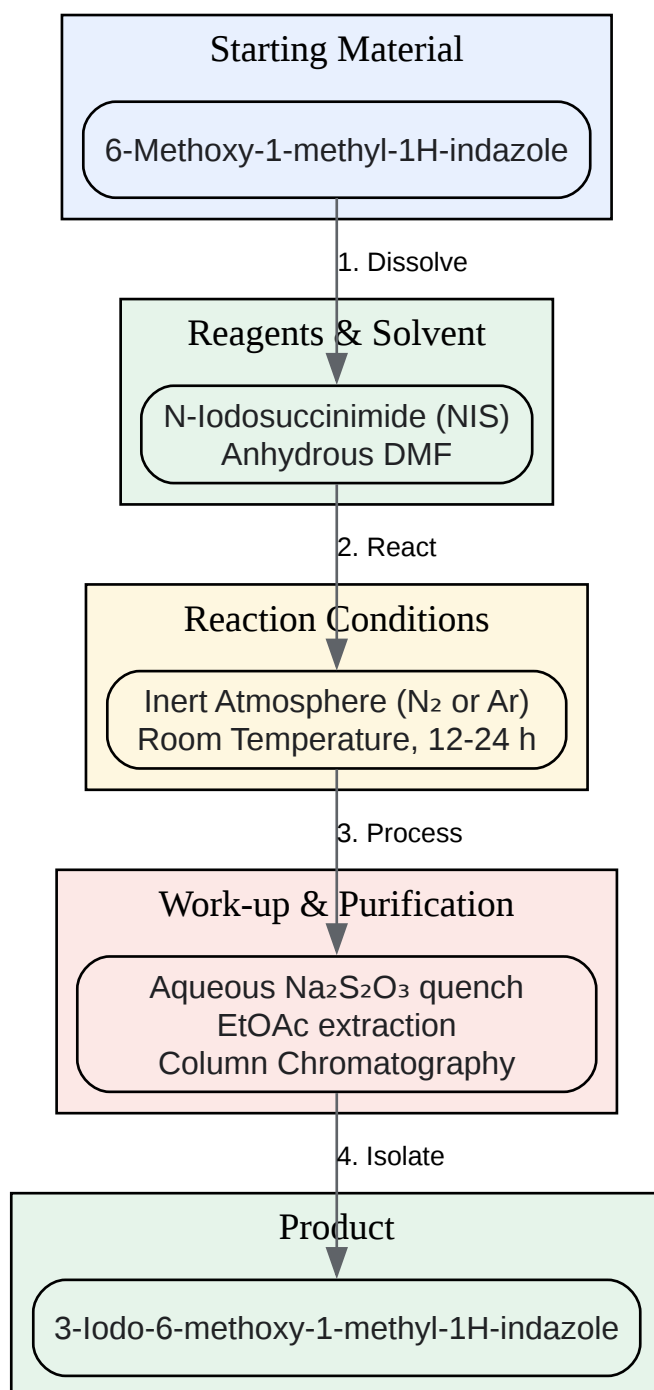 Starting Material
6-Methoxy-1-methyl-1H-indazole
1. Dissolve
Reagents & Solvent
N-Iodosuccinimide (NIS)
Anhydrous DMF
2. React
Reaction Conditions
Inert Atmosphere (N₂ or Ar)
Room Temperature, 12-24 h
3. Process
Work-up & Purification
Aqueous Na₂S₂O₃ quench
EtOAc extraction
Column Chromatography
4. Isolate
Product
3-Iodo-6-methoxy-1-methyl-1H-indazole